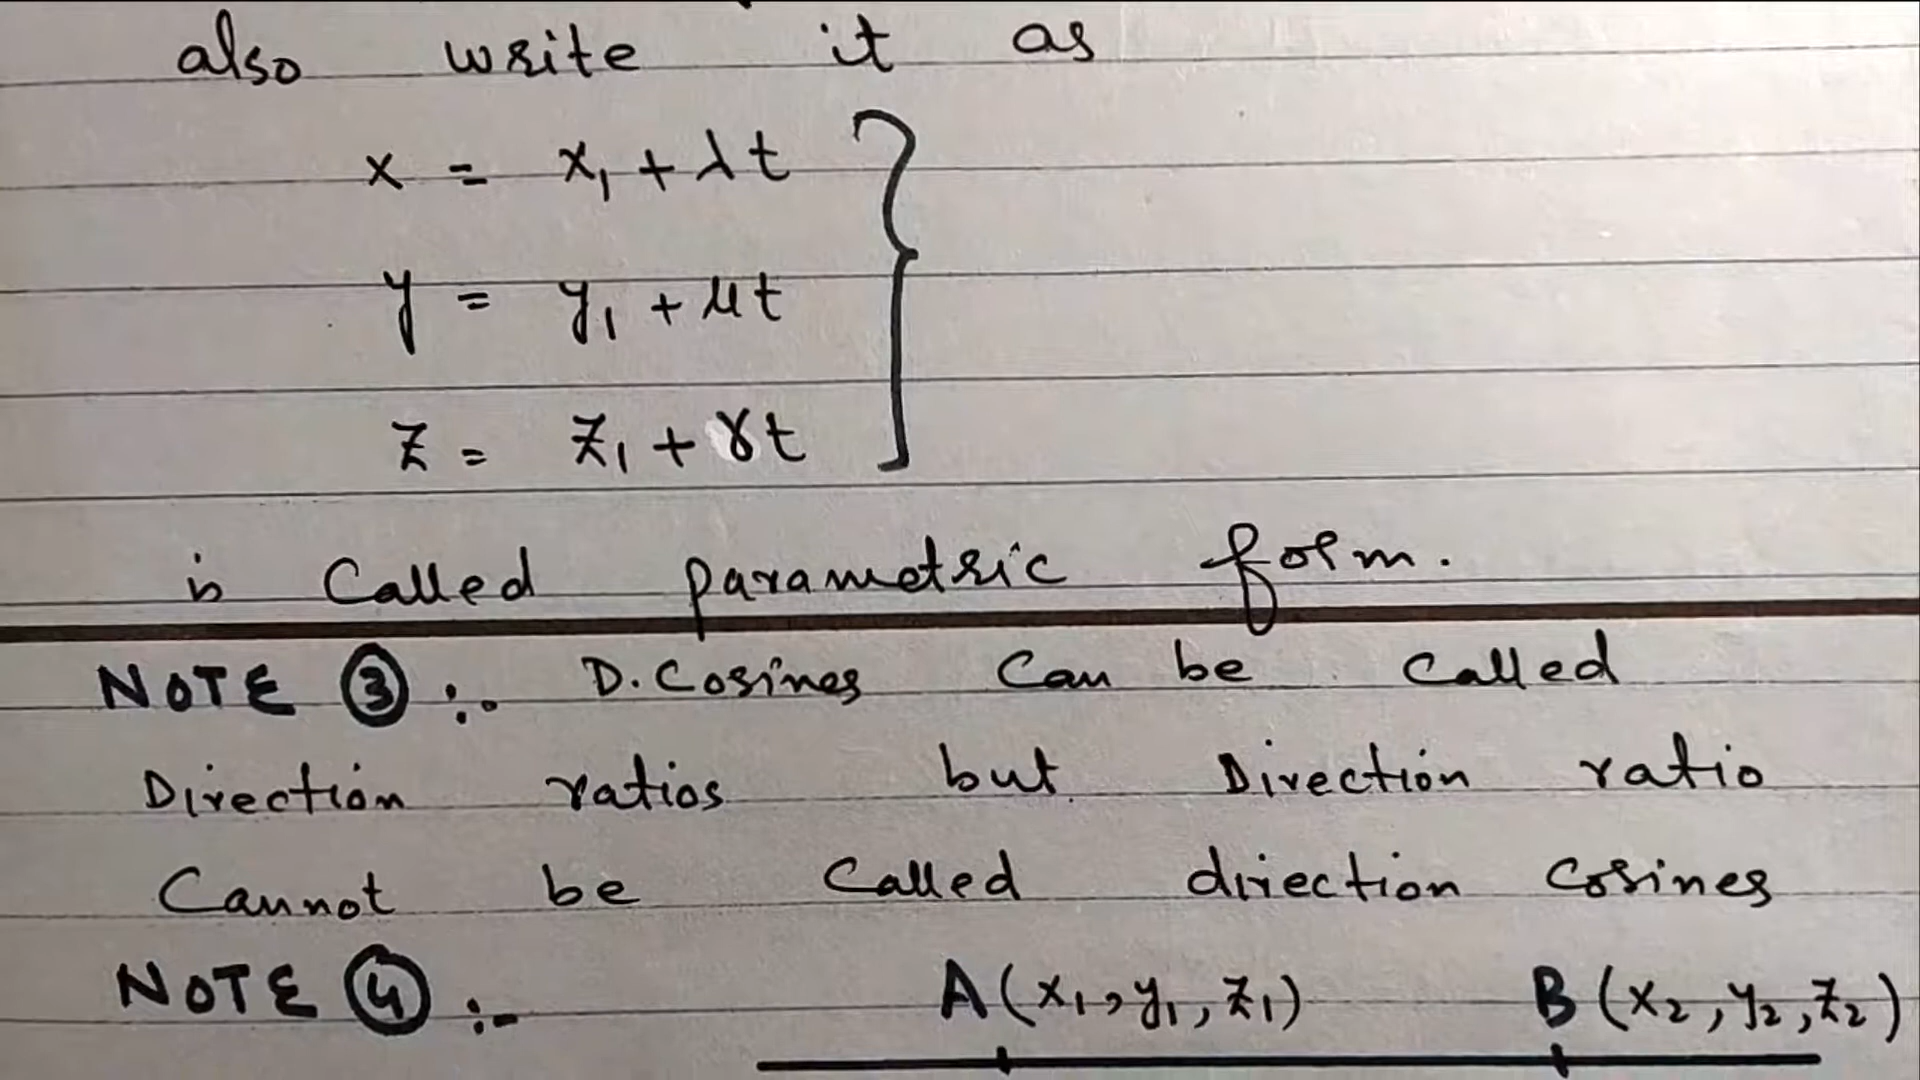 also write it as
x = x₁ + λt
y = y₁ + μt
z = z₁ + γt
is Called parametric form.
NOTE ③ :- D. Cosines Can be Called
Direction ratios but Direction ratio
Cannot be Called direction Cosines
NOTE ④ :- A(x₁, y₁, z₁) B(x₂, y₂, z₂)